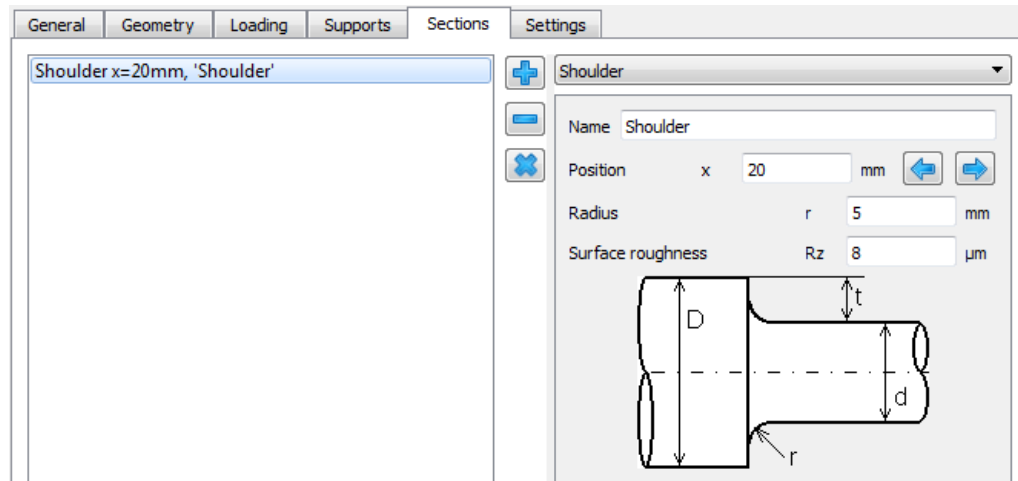 General Geometry Loading Supports Sections Settings
Shoulder x=20mm, 'Shoulder'
Shoulder
Name Shoulder
Position x 20 mm
Radius r 5 mm
Surface roughness Rz 8 µm
t
D
d
r